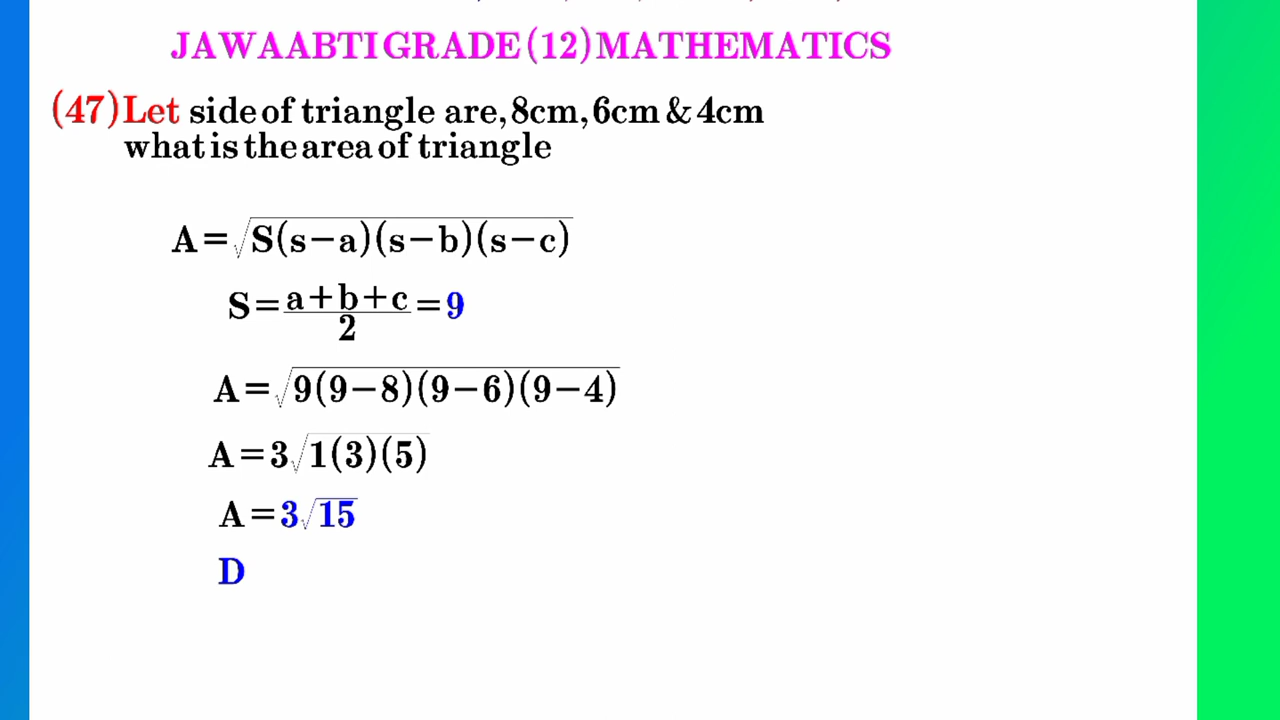 JAWAABTI GRADE (12) MATHEMATICS
(47) Let side of triangle are, 8cm, 6cm & 4cm
what is the area of triangle
A = √S(s−a)(s−b)(s−c)
S = a+b+c/2 = 9
A = √9(9−8)(9−6)(9−4)
A = 3√1(3)(5)
A = 3√15
D